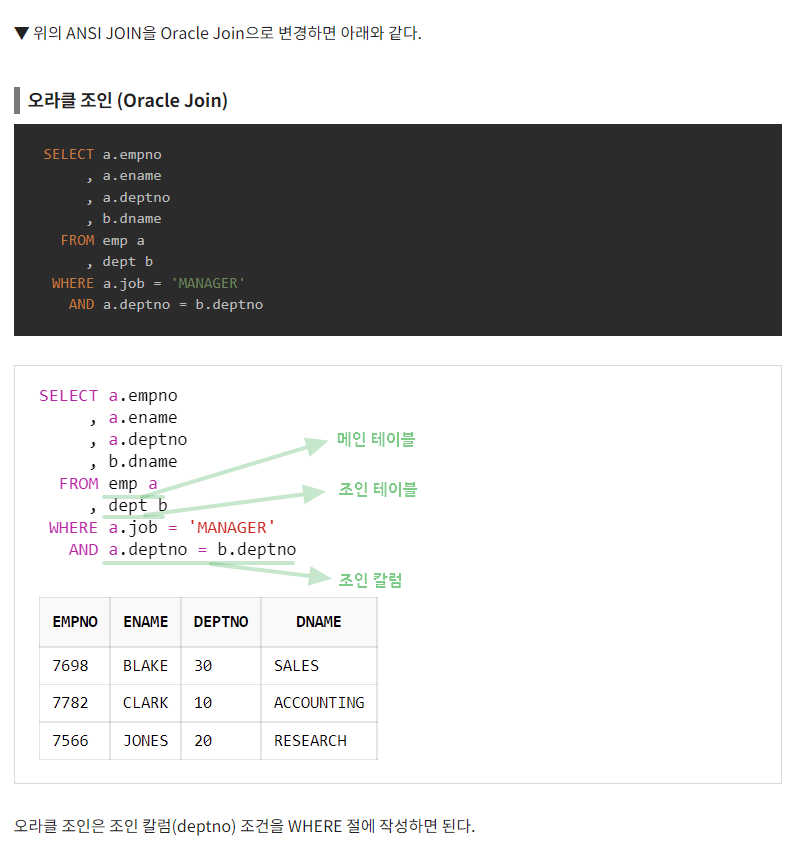 ▼ 위의 ANSI JOIN을 Oracle Join으로 변경하면 아래와 같다.
오라클 조인 (Oracle Join)
SELECT a.empno
, a.ename
, a.deptno
, b.dname
FROM emp a
, dept b
WHERE a.job = 'MANAGER'
AND a.deptno = b.deptno
SELECT a.empno
, a.ename
, a.deptno 메인 테이블
, b.dname
FROM emp a 조인 테이블
, dept b
WHERE a.job = 'MANAGER'
AND a.deptno = b.deptno
조인 칼럼
EMPNO ENAME DEPTNO DNAME
7698 BLAKE 30 SALES
7782 CLARK 10 ACCOUNTING
7566 JONES 20 RESEARCH
오라클 조인은 조인 칼럼(deptno) 조건을 WHERE 절에 작성하면 된다.